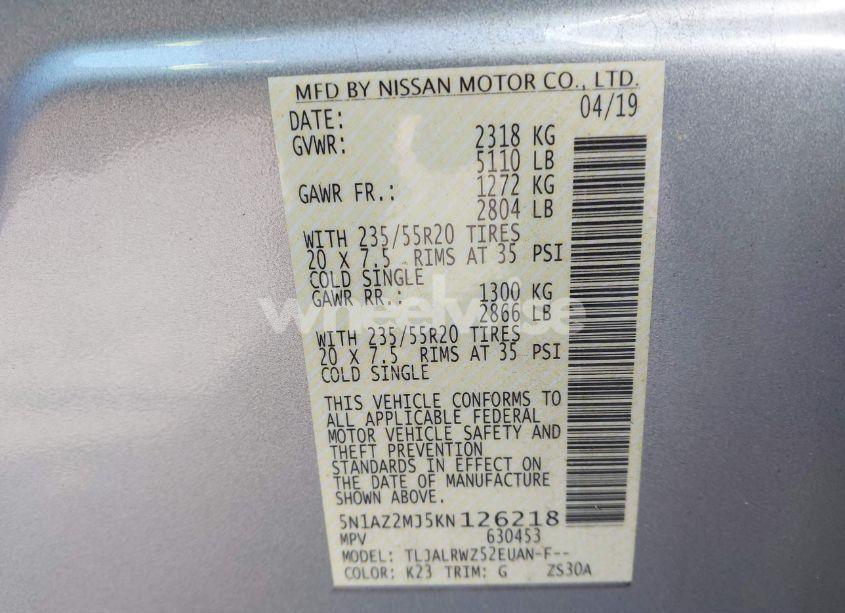 MFD BY NISSAN MOTOR CO., LTD.
DATE: 04/19
GVWR: 2318 KG
5110 LB
GAWR FR.: 1272 KG
2804 LB
WITH 235/55R20 TIRES
20 X 7.5 RIMS AT 35 PSI
COLD SINGLE
GAWR RR.: 1300 KG
2866 LB
WITH 235/55R20 TIRES
20 X 7.5 RIMS AT 35 PSI
COLD SINGLE
THIS VEHICLE CONFORMS TO
ALL APPLICABLE FEDERAL
MOTOR VEHICLE SAFETY AND
THEFT PREVENTION
STANDARDS IN EFFECT ON
THE DATE OF MANUFACTURE
SHOWN ABOVE.
5N1AZ2MJ5KN126218
MPV 630453
MODEL: TLJALRWZ52EUAN-F--
COLOR: K23 TRIM: G ZS30A